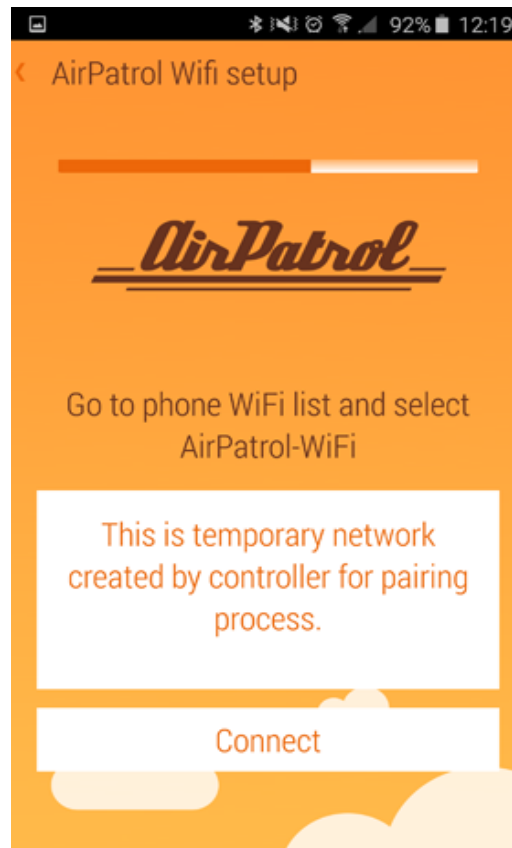 92% 12:19
AirPatrol Wifi setup
AirPatrol
Go to phone WiFi list and select
AirPatrol-WiFi
This is temporary network
created by controller for pairing
process.
Connect